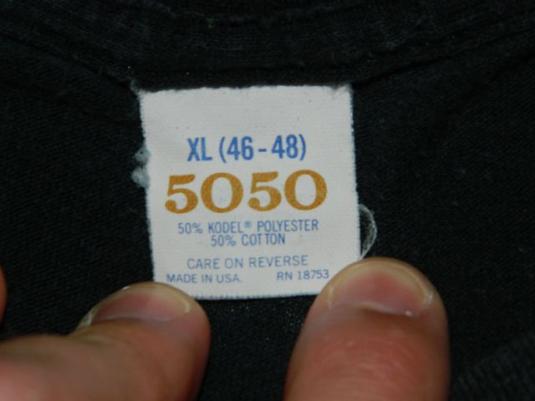 XL (46-48)
5050
50% KODEL® POLYESTER
50% COTTON
CARE ON REVERSE
MADE IN USA. RN 18753